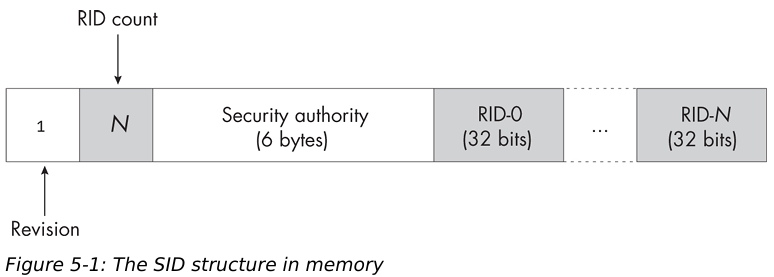 RID count
1
N
Security authority
(6 bytes)
RID-0
(32 bits)
...
RID-N
(32 bits)
Revision
Figure 5-1: The SID structure in memory